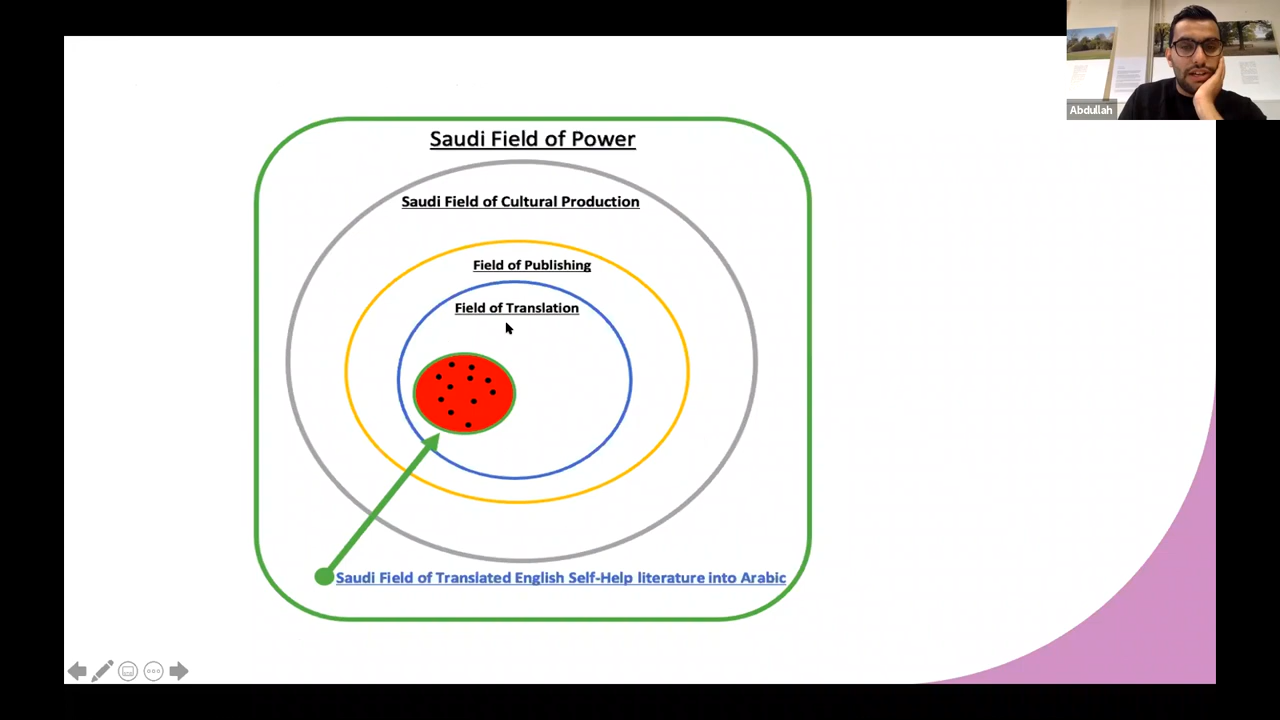 Abdullah
Saudi Field of Power
Saudi Field of Cultural Production
Field of Publishing
Field of Translation
Saudi Field of Translated English Self-Help literature into Arabic